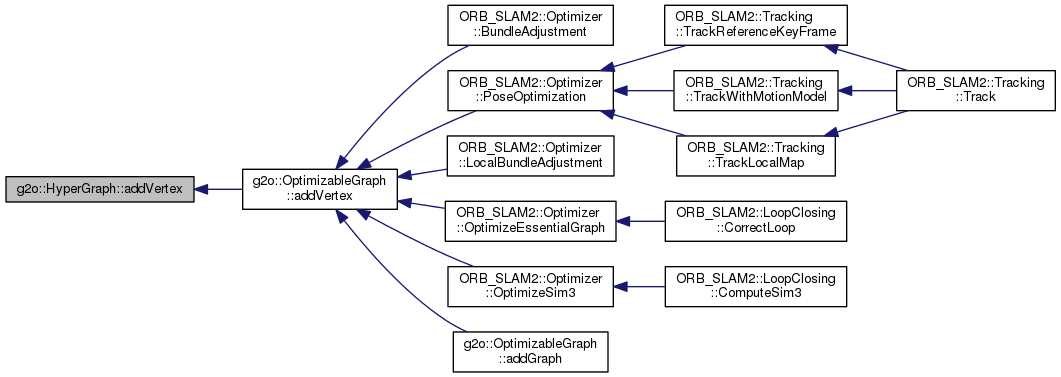 ORB_SLAM2::Optimizer
::BundleAdjustment
ORB_SLAM2::Tracking
::TrackReferenceKeyFrame
ORB_SLAM2::Optimizer
::PoseOptimization
ORB_SLAM2::Tracking
::TrackWithMotionModel
ORB_SLAM2::Tracking
::Track
ORB_SLAM2::Optimizer
::LocalBundleAdjustment
ORB_SLAM2::Tracking
::TrackLocalMap
g2o::HyperGraph::addVertex
g2o::OptimizableGraph
::addVertex
ORB_SLAM2::Optimizer
::OptimizeEssentialGraph
ORB_SLAM2::LoopClosing
::CorrectLoop
ORB_SLAM2::Optimizer
::OptimizeSim3
ORB_SLAM2::LoopClosing
::ComputeSim3
g2o::OptimizableGraph
::addGraph